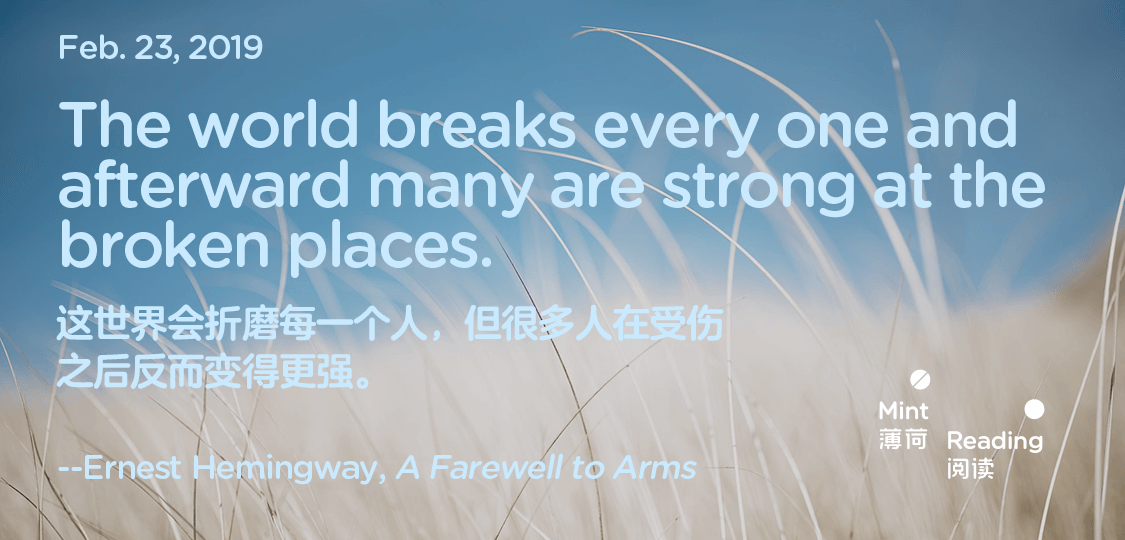 Feb. 23, 2019
The world breaks every one and
afterward many are strong at the
broken places.
这世界会折磨每一个人，但很多人在受伤
之后反而变得更强。
--Ernest Hemingway, A Farewell to Arms
Mint
薄荷
Reading
阅读